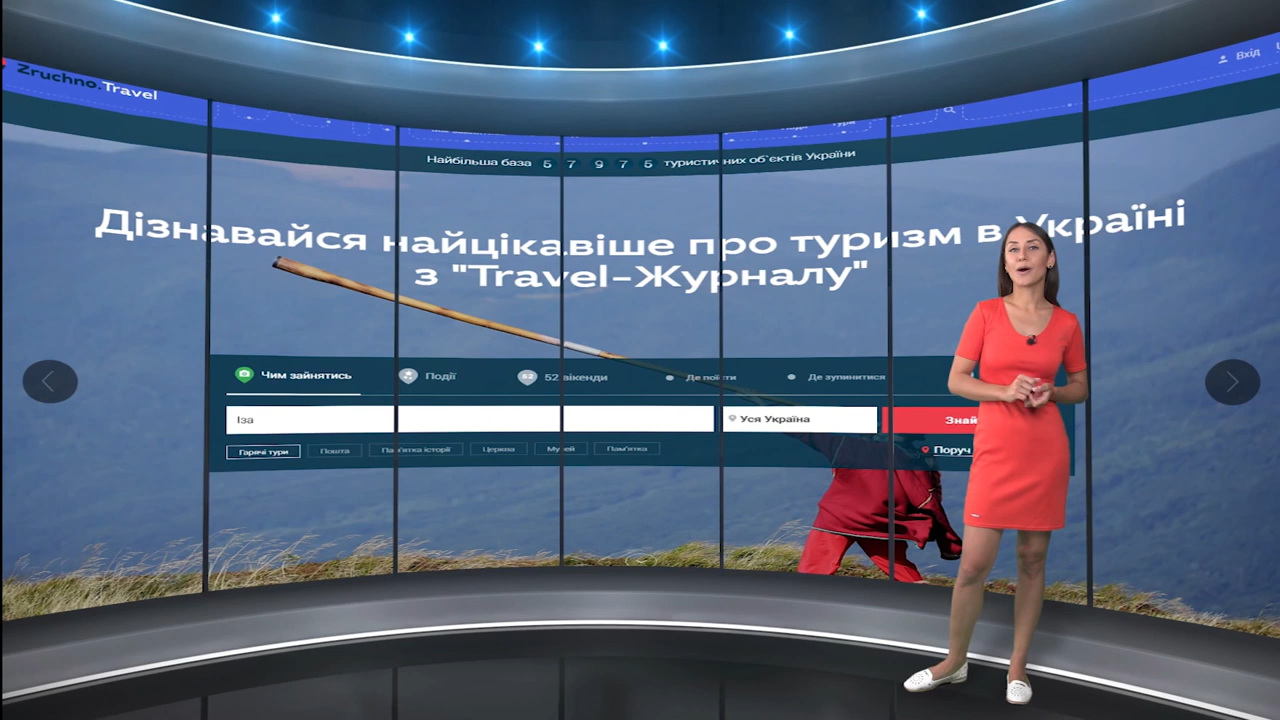 Zruchno.Travel
Вхід
Найбільша база 5 7 9 7 5 туристичних об'єктів України
Дізнавайся найцікавіше про туризм в Україні
з "Travel-Журналу"
Чим зайнятись
Події
52 вікенди
Де поїсти
Де зупинитися
Іза
Уся Україна
Знай
Гарячі тури
Пошта
Пам'ятка історії
Церква
Музей
Пам'ятка
Поруч